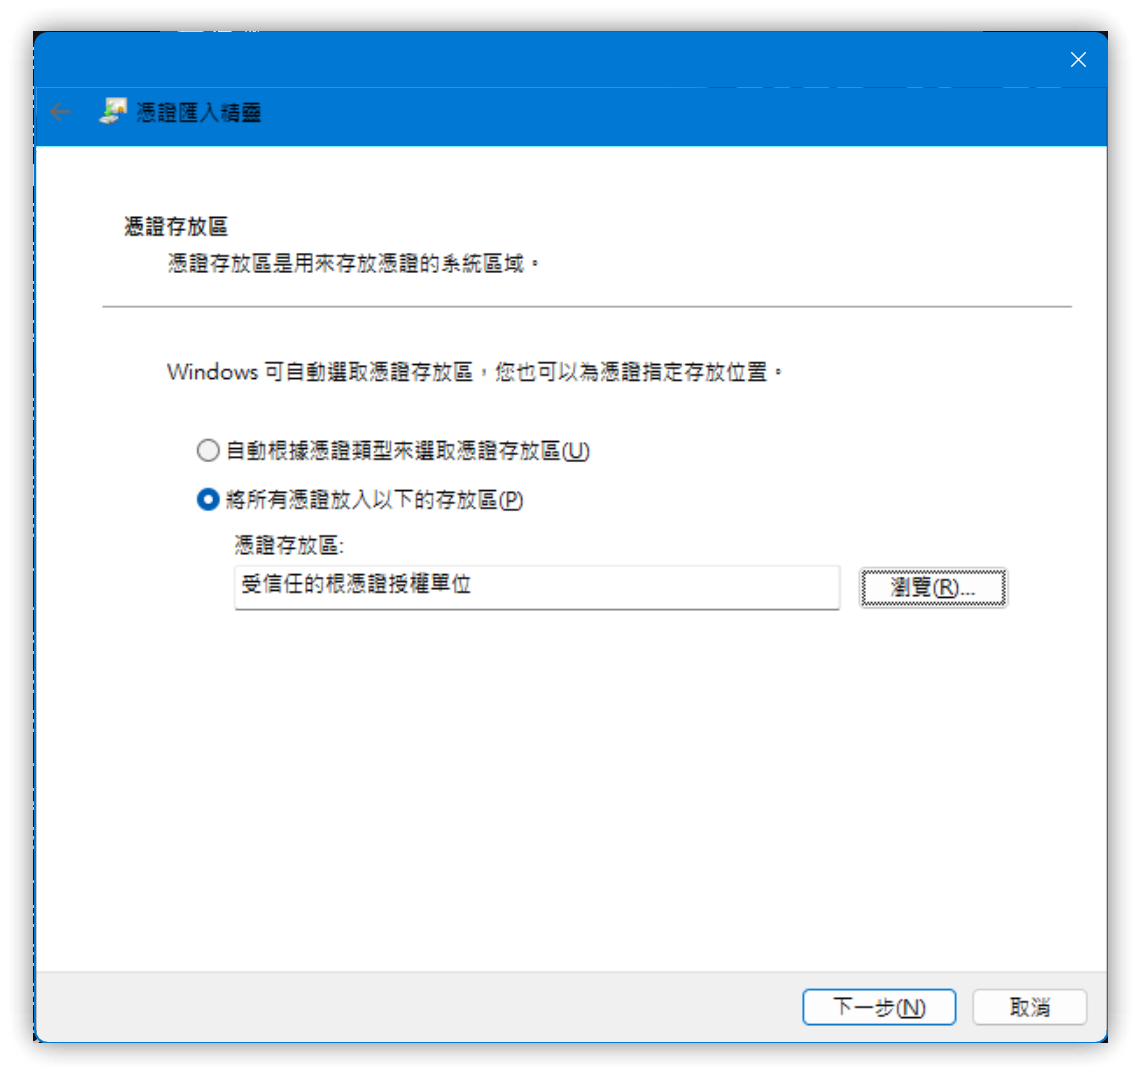 憑證匯入精靈
憑證存放區
憑證存放區是用來存放憑證的系統區域。
Windows 可自動選取憑證存放區，您也可以為憑證指定存放位置。
自動根據憑證類型來選取憑證存放區(U)
將所有憑證放入以下的存放區(P)
憑證存放區:
受信任的根憑證授權單位
瀏覽(R)...
下一步(N)
取消